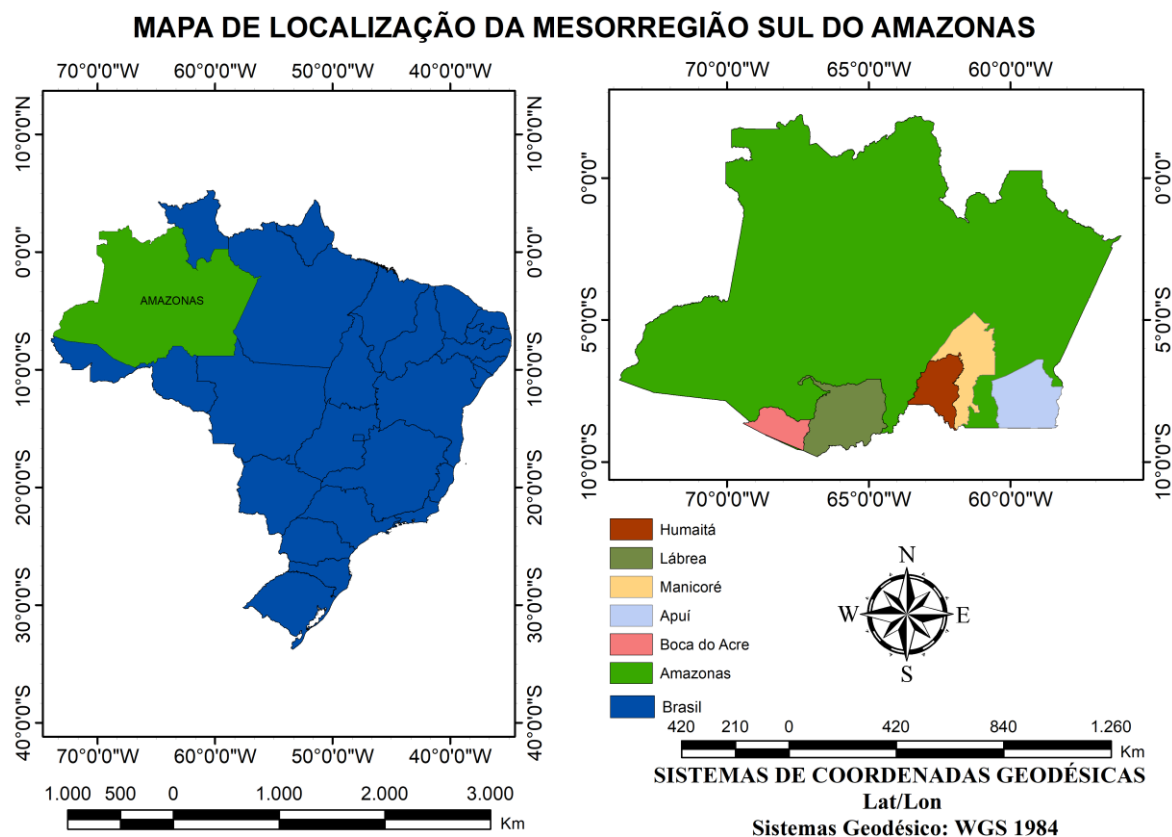 MAPA DE LOCALIZAÇÃO DA MESORREGIÃO SUL DO AMAZONAS
70°0'0"W 60°0'0"W 50°0'0"W 40°0'0"W
10°0'0"N
0°0'0"
10°0'0"S
20°0'0"S
30°0'0"S
40°0'0"S
AMAZONAS
10°0'0"N
0°0'0"
10°0'0"S
20°0'0"S
30°0'0"S
40°0'0"S
70°0'0"W 60°0'0"W 50°0'0"W 40°0'0"W
1.000 500 0 1.000 2.000 3.000
Km
70°0'0"W 65°0'0"W 60°0'0"W
0°0'0"
5°0'0"S
10°0'0"S
0°0'0"
5°0'0"S
10°0'0"S
70°0'0"W 65°0'0"W 60°0'0"W
Humaitá
Lábrea
Manicoré
Apuí
Boca do Acre
Amazonas
Brasil
N
W E
S
420 210 0 420 840 1.260
Km
SISTEMAS DE COORDENADAS GEODÉSICAS
Lat/Lon
Sistemas Geodésico: WGS 1984